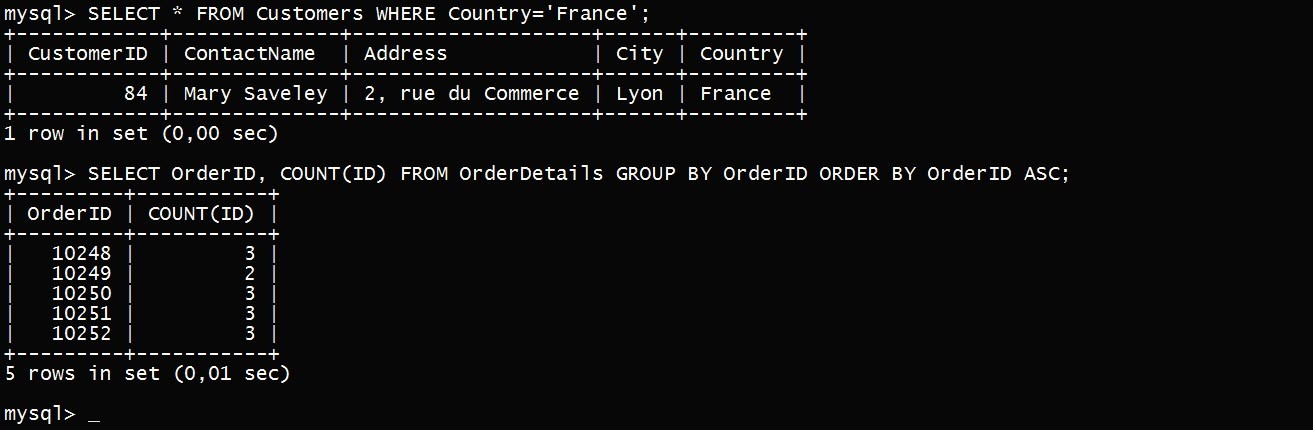 mysql> SELECT * FROM Customers WHERE Country='France';
+------------+--------------+--------------------+------+---------+
| CustomerID | ContactName  | Address            | City | Country |
+------------+--------------+--------------------+------+---------+
|         84 | Mary Saveley | 2, rue du Commerce | Lyon | France  |
+------------+--------------+--------------------+------+---------+
1 row in set (0,00 sec)

mysql> SELECT OrderID, COUNT(ID) FROM OrderDetails GROUP BY OrderID ORDER BY OrderID ASC;
+---------+-----------+
| OrderID | COUNT(ID) |
+---------+-----------+
|   10248 |         3 |
|   10249 |         2 |
|   10250 |         3 |
|   10251 |         3 |
|   10252 |         3 |
+---------+-----------+
5 rows in set (0,01 sec)

mysql> _